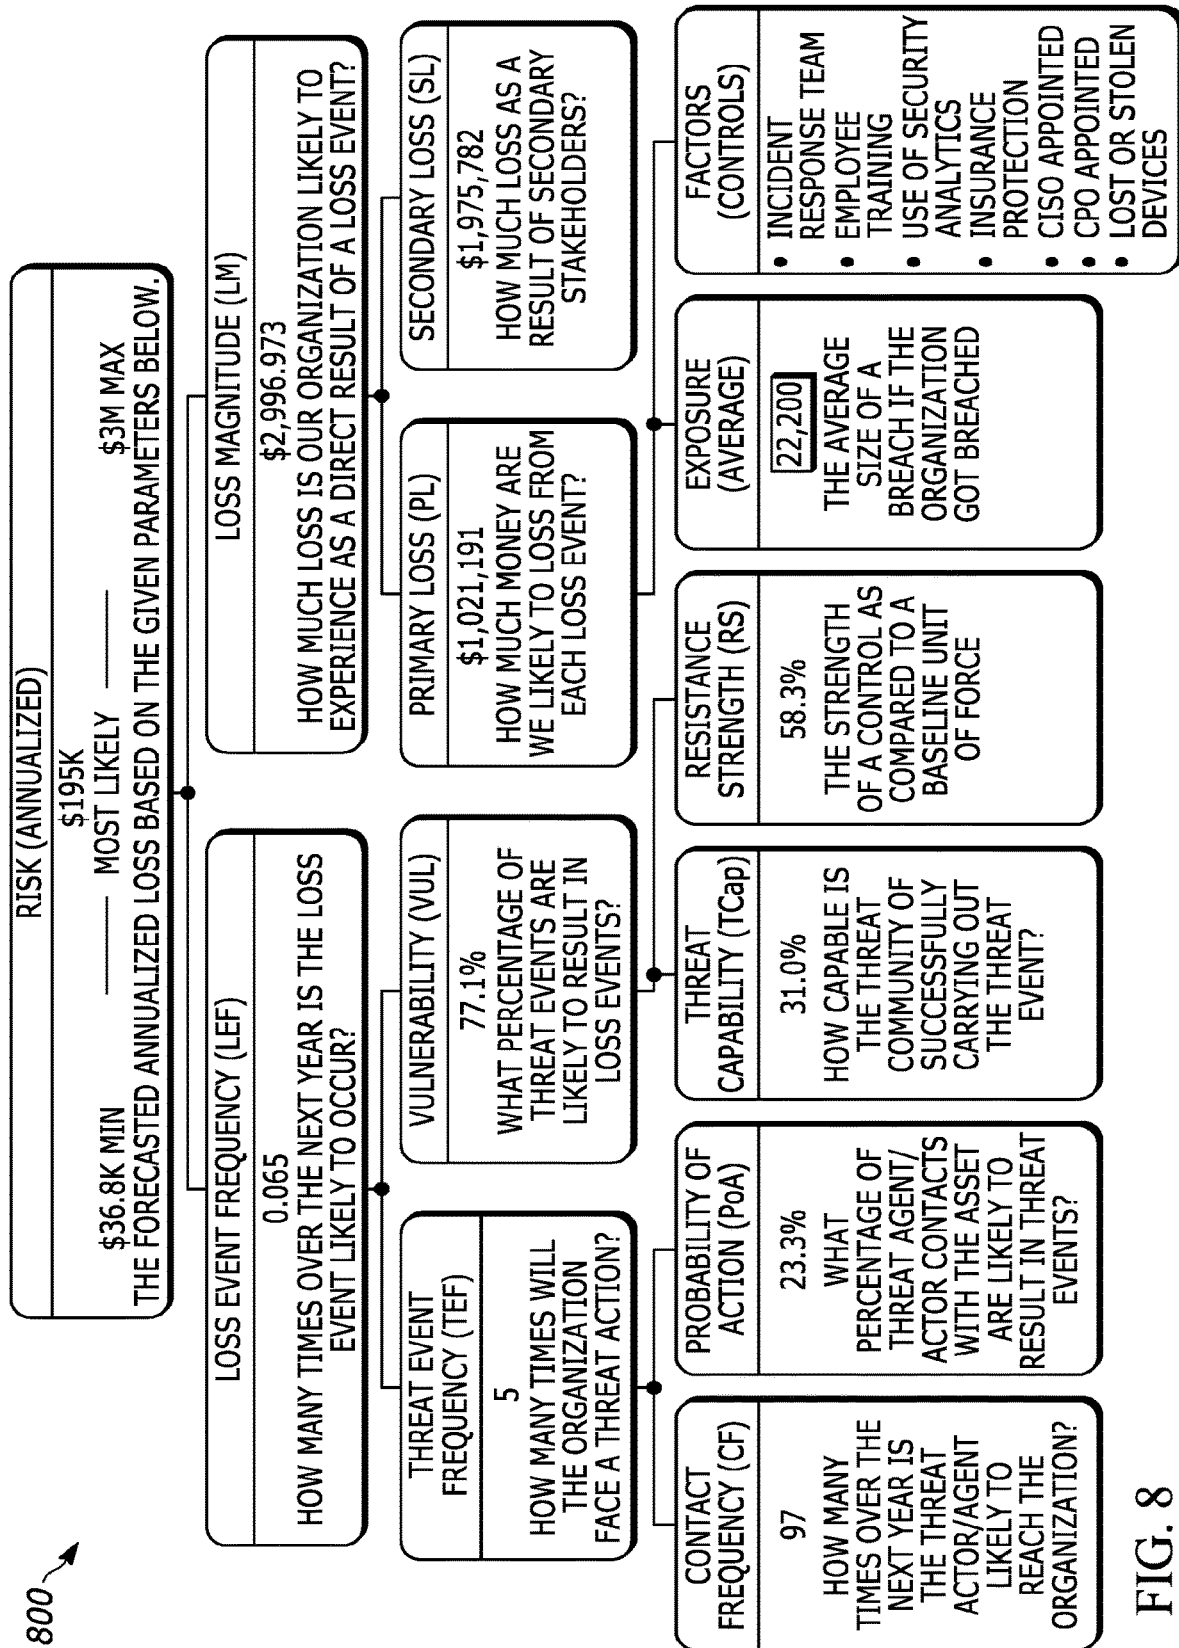 800
RISK (ANNUALIZED)
$195K
$36.8K MIN
MOST LIKELY
$3M MAX
THE FORECASTED ANNUALIZED LOSS BASED ON THE GIVEN PARAMETERS BELOW.
LOSS EVENT FREQUENCY (LEF)
0.065
HOW MANY TIMES OVER THE NEXT YEAR IS THE LOSS
EVENT LIKELY TO OCCUR?
LOSS MAGNITUDE (LM)
$2,996.973
HOW MUCH LOSS IS OUR ORGANIZATION LIKELY TO
EXPERIENCE AS A DIRECT RESULT OF A LOSS EVENT?
THREAT EVENT
FREQUENCY (TEF)
5
HOW MANY TIMES WILL
THE ORGANIZATION
FACE A THREAT ACTION?
VULNERABILITY (VUL)
77.1%
WHAT PERCENTAGE OF
THREAT EVENTS ARE
LIKELY TO RESULT IN
LOSS EVENTS?
PRIMARY LOSS (PL)
$1,021,191
HOW MUCH MONEY ARE
WE LIKELY TO LOSS FROM
EACH LOSS EVENT?
SECONDARY LOSS (SL)
$1,975,782
HOW MUCH LOSS AS A
RESULT OF SECONDARY
STAKEHOLDERS?
CONTACT
FREQUENCY (CF)
97
HOW MANY
TIMES OVER THE
NEXT YEAR IS
THE THREAT
ACTOR/AGENT
LIKELY TO
REACH THE
ORGANIZATION?
PROBABILITY OF
ACTION (PoA)
23.3%
WHAT
PERCENTAGE OF
THREAT AGENT/
ACTOR CONTACTS
WITH THE ASSET
ARE LIKELY TO
RESULT IN THREAT
EVENTS?
THREAT
CAPABILITY (TCap)
31.0%
HOW CAPABLE IS
THE THREAT
COMMUNITY OF
SUCCESSFULLY
CARRYING OUT
THE THREAT
EVENT?
RESISTANCE
STRENGTH (RS)
58.3%
THE STRENGTH
OF A CONTROL AS
COMPARED TO A
BASELINE UNIT
OF FORCE
EXPOSURE
(AVERAGE)
22,200
THE AVERAGE
SIZE OF A
BREACH IF THE
ORGANIZATION
GOT BREACHED
FACTORS
(CONTROLS)
• INCIDENT
RESPONSE TEAM
• EMPLOYEE
TRAINING
• USE OF SECURITY
ANALYTICS
• INSURANCE
PROTECTION
• CISO APPOINTED
• CPO APPOINTED
• LOST OR STOLEN
DEVICES
FIG. 8